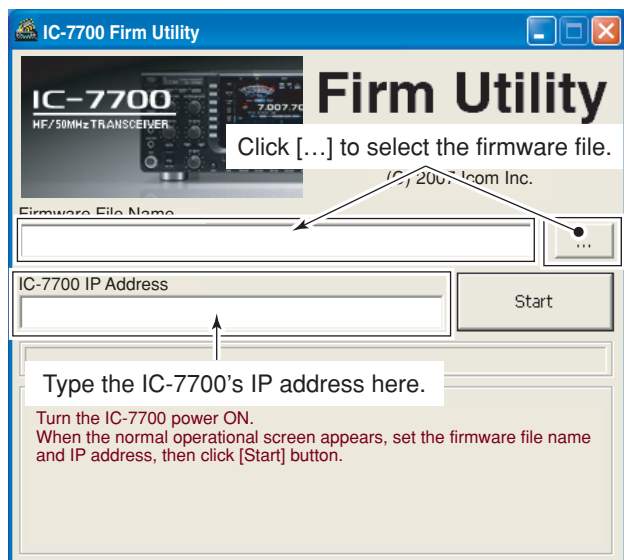 IC-7700 Firm Utility
IC-7700
HF/50MHz TRANSCEIVER
Firm Utility
Click […] to select the firmware file.
(C) 2007 Icom Inc.
Firmware File Name
...
IC-7700 IP Address
Start
Type the IC-7700's IP address here.
Turn the IC-7700 power ON.
When the normal operational screen appears, set the firmware file name
and IP address, then click [Start] button.